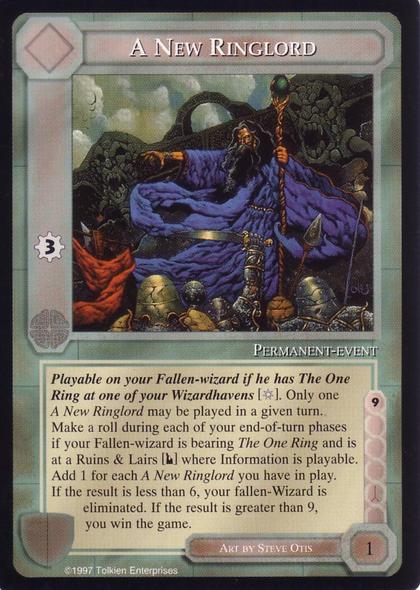 A New Ringlord
3
Permanent-event
Playable on your Fallen-wizard if he has The One
Ring at one of your Wizardhavens [ ]. Only one
A New Ringlord may be played in a given turn.
Make a roll during each of your end-of-turn phases
if your Fallen-wizard is bearing The One Ring and is
at a Ruins & Lairs [ ] where Information is playable.
Add 1 for each A New Ringlord you have in play.
If the result is less than 6, your fallen-Wizard is
eliminated. If the result is greater than 9,
you win the game.
9
Art by Steve Otis
1
©1997 Tolkien Enterprises